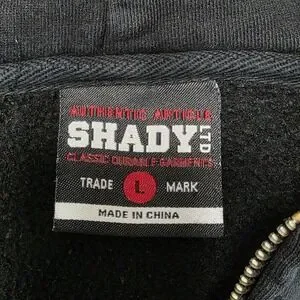 AUTHENTIC ARTICLE
SHADY LTD
CLASSIC DURABLE GARMENTS
TRADE L MARK
MADE IN CHINA